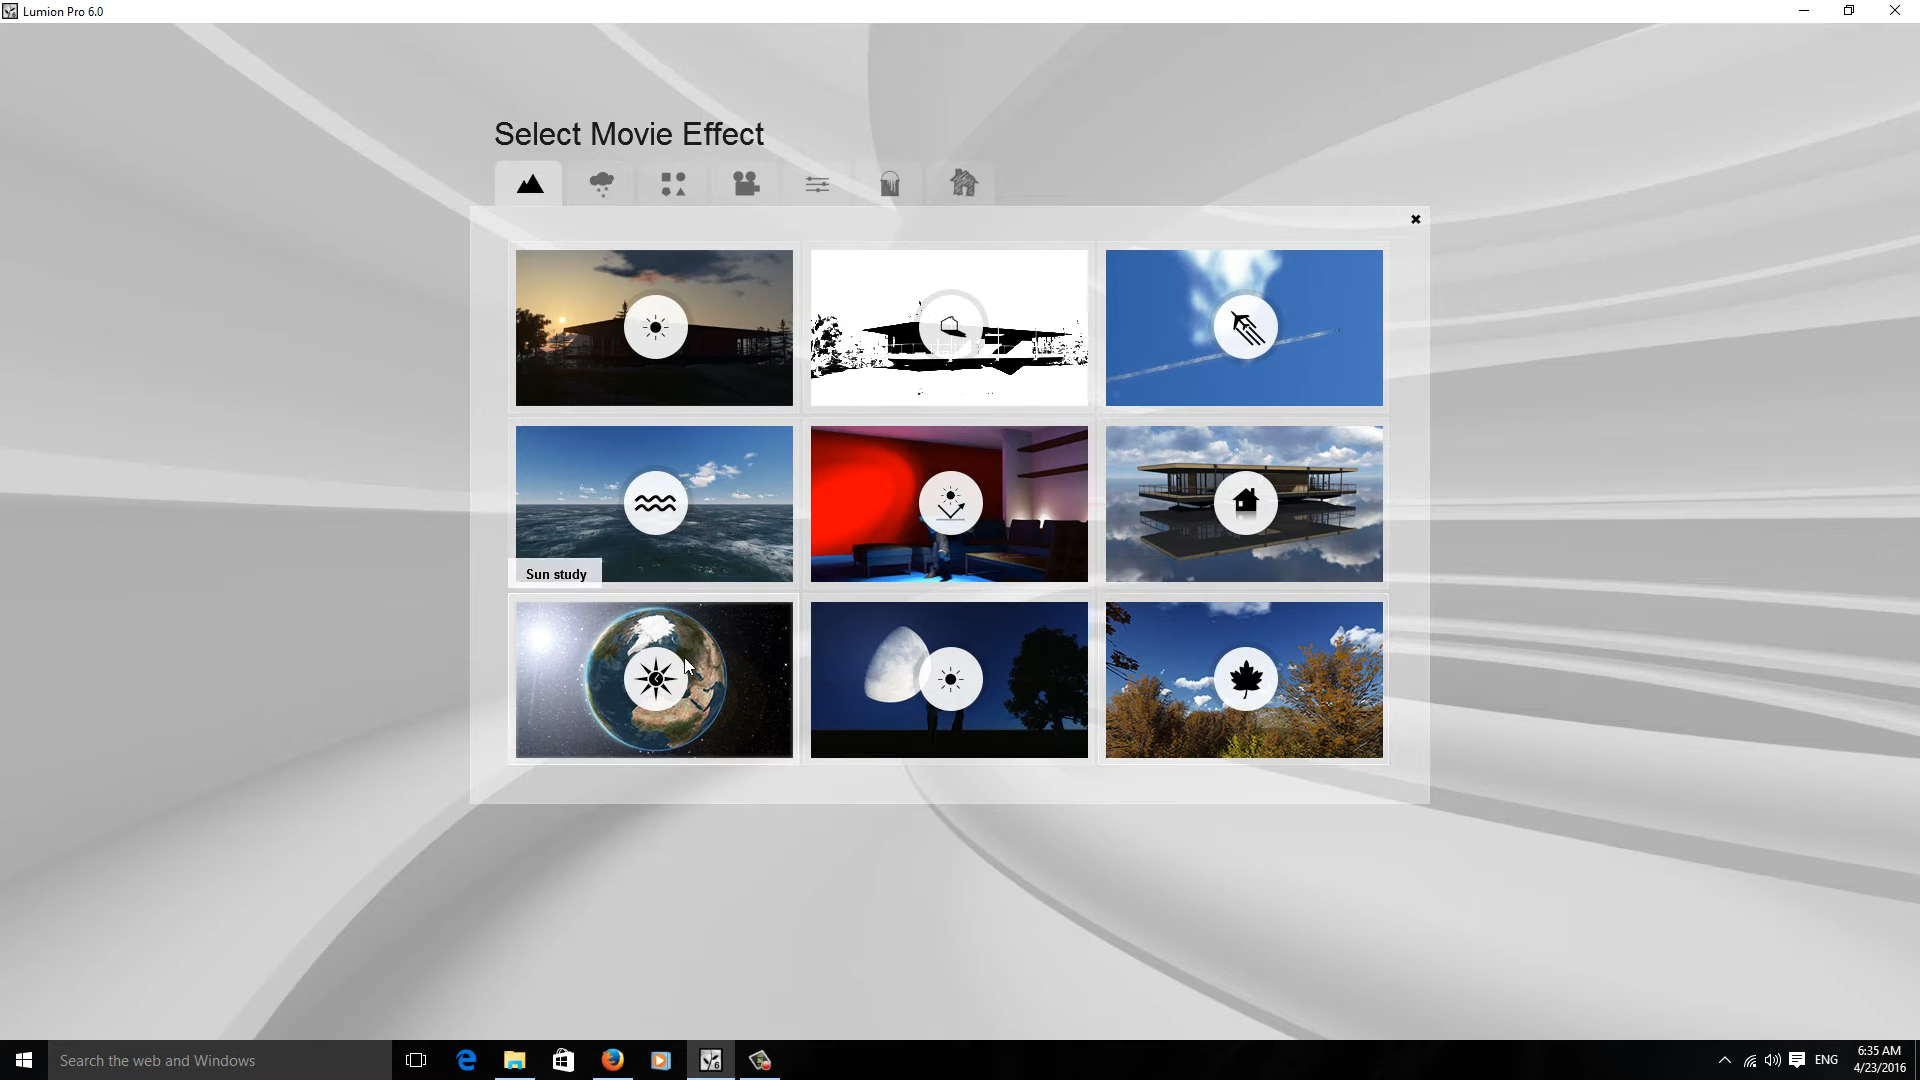 Lumion Pro 6.0
Select Movie Effect
Sun study
Search the web and Windows
ENG
6:35 AM
4/23/2016